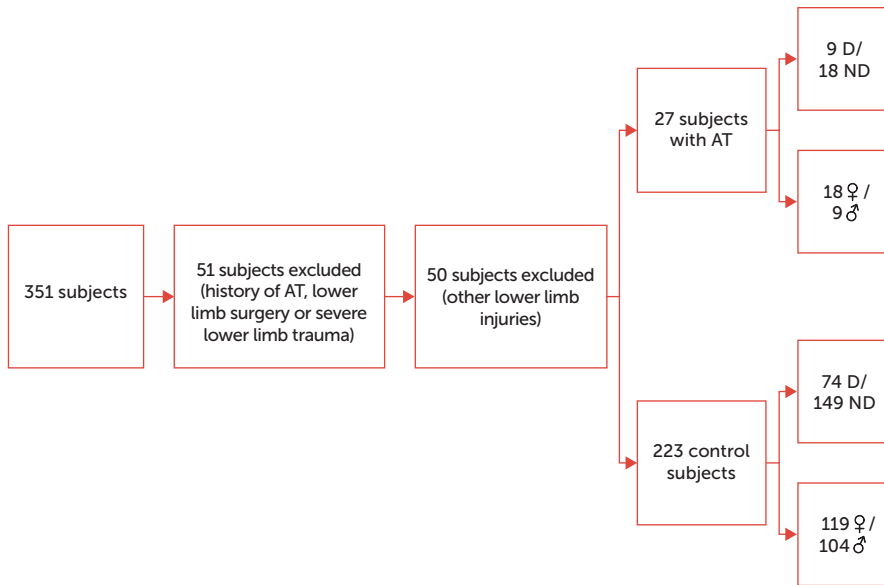 351 subjects
51 subjects excluded
(history of AT, lower
limb surgery or severe
lower limb trauma)
50 subjects excluded
(other lower limb
injuries)
27 subjects
with AT
9 D/
18 ND
18 ♀/
9 ♂
223 control
subjects
74 D/
149 ND
119 ♀/
104 ♂